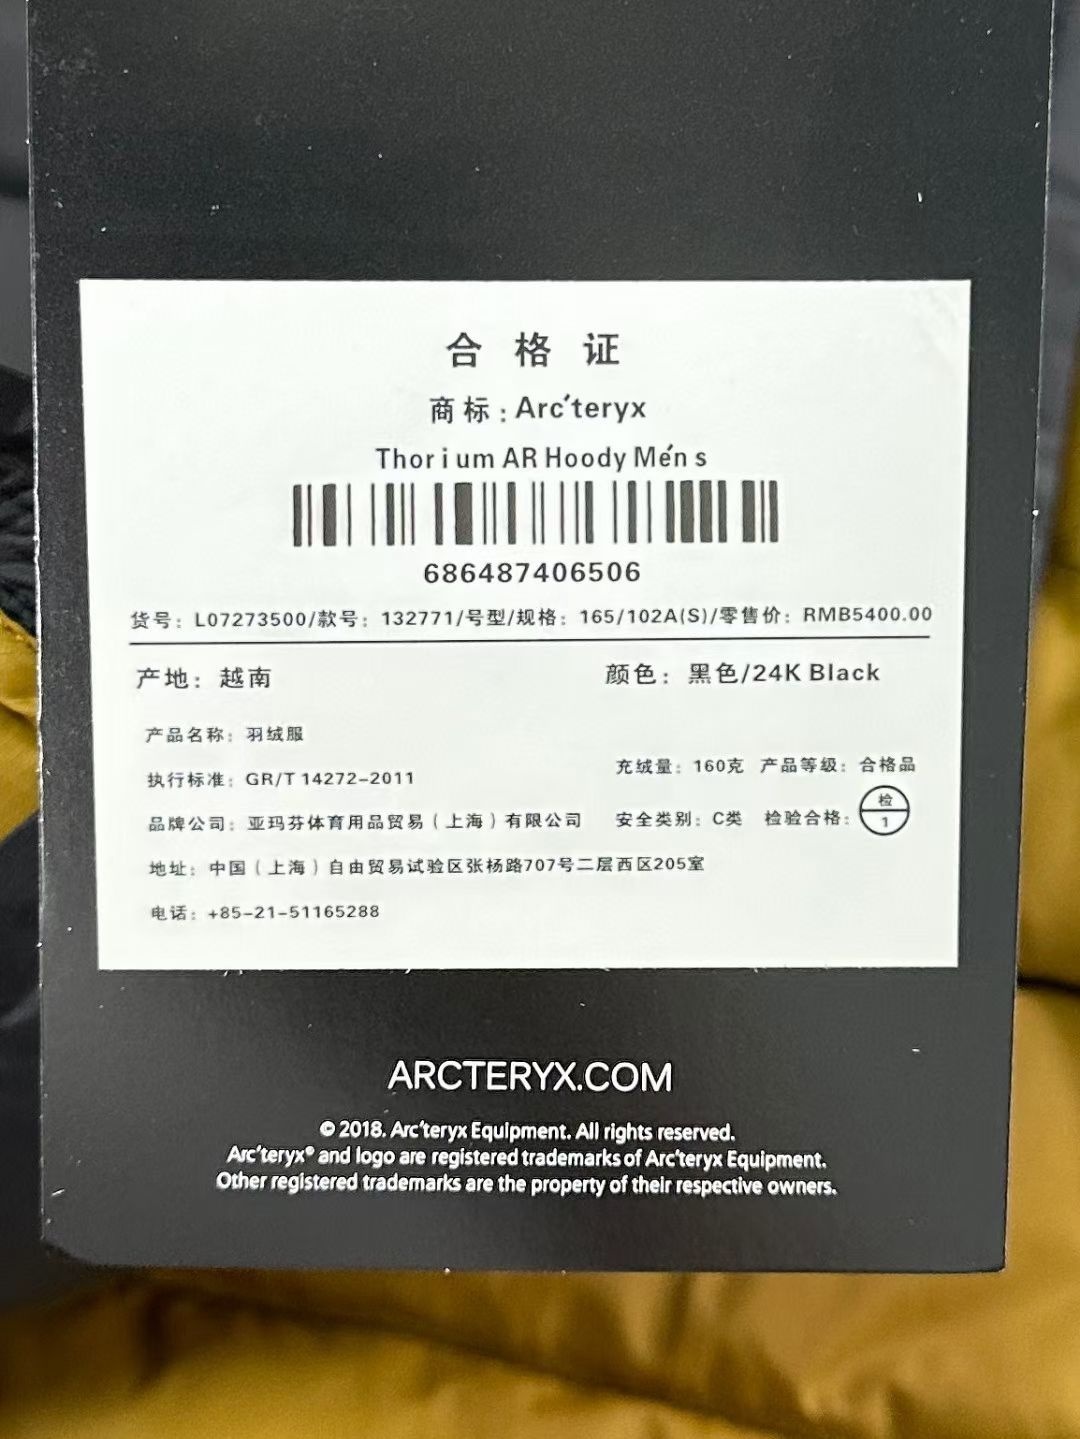 合格证
商标：Arc'teryx
Thorium AR Hoody Mén s
686487406506
货号：L07273500/款号：132771/号型/规格：165/102A(S)/零售价：RMB5400.00
产地：越南 颜色：黑色/24K Black
产品名称：羽绒服
执行标准：GR/T 14272-2011
充绒量：160克 产品等级：合格品
品牌公司：亚玛芬体育用品贸易（上海）有限公司 安全类别：C类 检验合格：检 1
地址：中国（上海）自由贸易试验区张杨路707号二层西区205室
电话：+85-21-51165288
ARCTERYX.COM
© 2018. Arc'teryx Equipment. All rights reserved.
Arc'teryx® and logo are registered trademarks of Arc'teryx Equipment.
Other registered trademarks are the property of their respective owners.